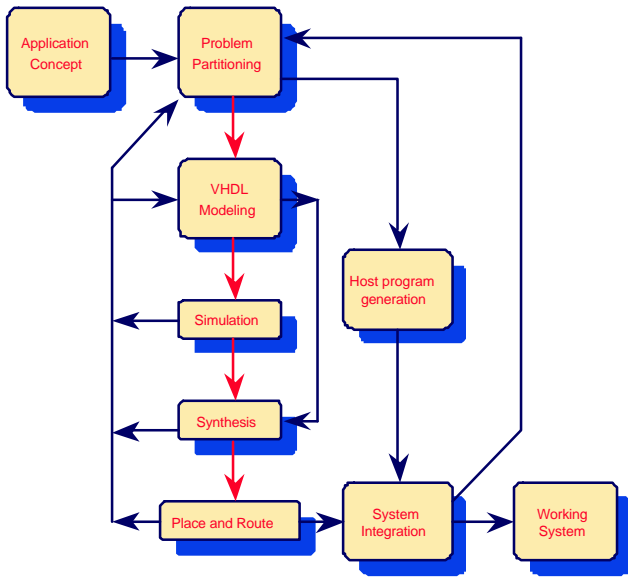 Application
Concept
Problem
Partitioning
VHDL
Modeling
Host program
generation
Simulation
Synthesis
Place and Route
System
Integration
Working
System